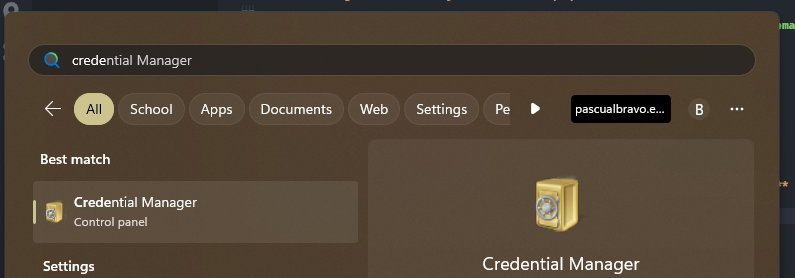 credential Manager
All School Apps Documents Web Settings Pe pascualbravo.e... B ...
Best match
Credential Manager
Control panel
Credential Manager
Settings